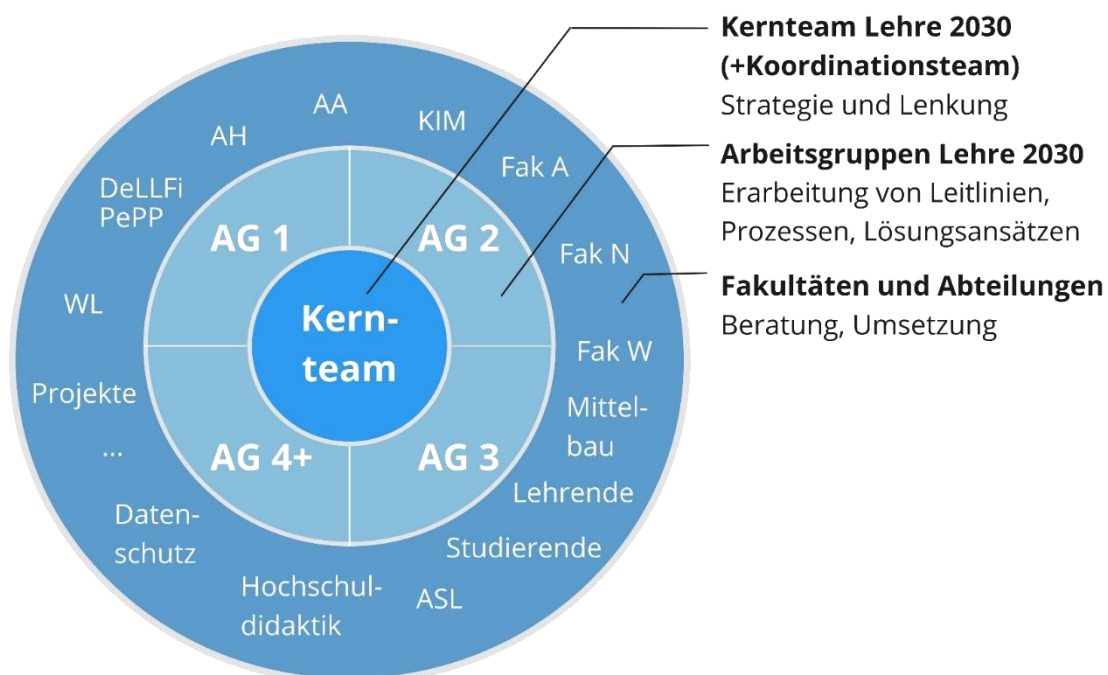 Kernteam Lehre 2030
(+Koordinationsteam)
Strategie und Lenkung
Arbeitsgruppen Lehre 2030
Erarbeitung von Leitlinien,
Prozessen, Lösungsansätzen
Fakultäten und Abteilungen
Beratung, Umsetzung
AA
KIM
AH
Fak A
DeLLFi
PePP
AG 1
AG 2
Fak N
WL
Kern-
team
Fak W
Projekte
Mittel-
bau
...
AG 4+
AG 3
Lehrende
Daten-
schutz
Studierende
Hochschul-
didaktik
ASL